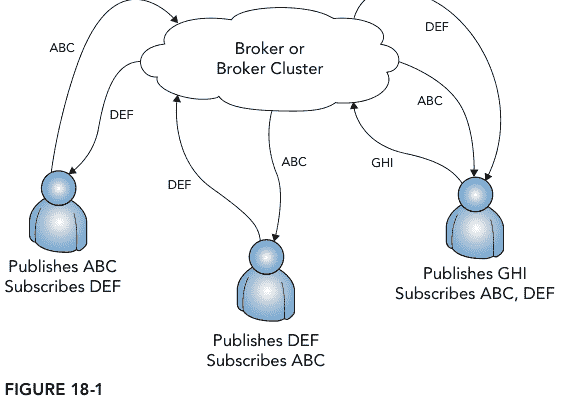 DEF
ABC
Broker or
Broker Cluster
ABC
DEF
ABC
GHI
DEF
Publishes ABC
Subscribes DEF
Publishes GHI
Subscribes ABC, DEF
Publishes DEF
Subscribes ABC
FIGURE 18-1